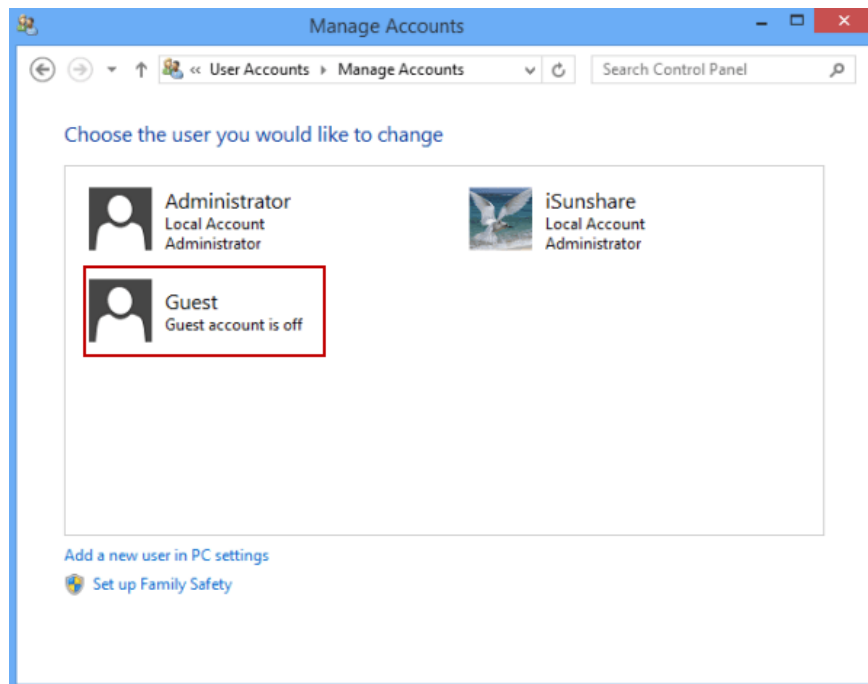 Manage Accounts
« User Accounts Manage Accounts
Search Control Panel
Choose the user you would like to change
Administrator
Local Account
Administrator
iSunshare
Local Account
Administrator
Guest
Guest account is off
Add a new user in PC settings
Set up Family Safety